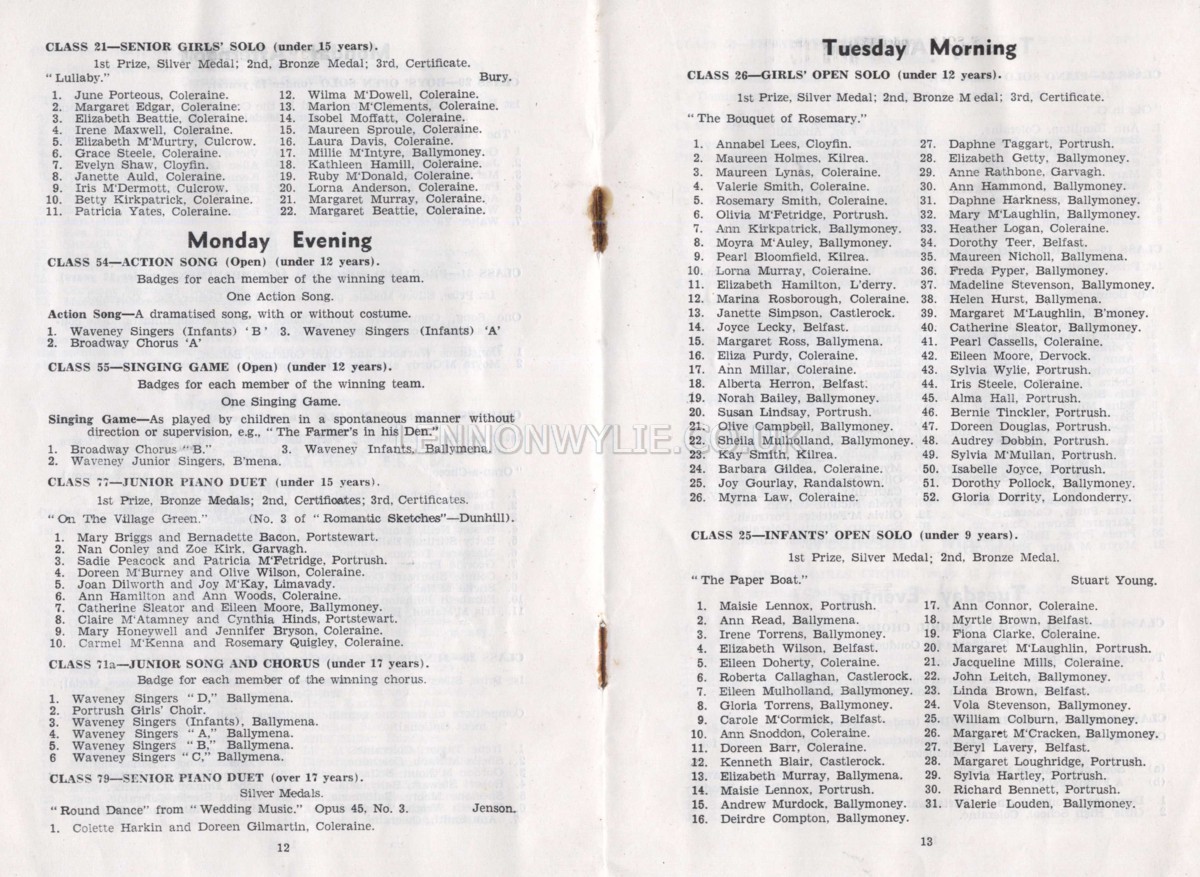 CLASS 21—SENIOR GIRLS' SOLO (under 15 years).
1st Prize, Silver Medal; 2nd, Bronze Medal; 3rd, Certificate.
"Lullaby." Bury.
1. June Porteous, Coleraine.
2. Margaret Edgar, Coleraine.
3. Elizabeth Beattie, Coleraine.
4. Irene Maxwell, Coleraine.
5. Elizabeth M'Murtry, Culcrow.
6. Grace Steele, Coleraine.
7. Evelyn Shaw, Cloyfin.
8. Janette Auld, Coleraine.
9. Iris M'Dermott, Culcrow.
10. Betty Kirkpatrick, Coleraine.
11. Patricia Yates, Coleraine.
12. Wilma M'Dowell, Coleraine.
13. Marion M'Clements, Coleraine.
14. Isobel Moffatt, Coleraine.
15. Maureen Sproule, Coleraine.
16. Laura Davis, Coleraine.
17. Millie M'Intyre, Ballymoney.
18. Kathleen Hamill, Coleraine.
19. Ruby M'Donald, Coleraine.
20. Lorna Anderson, Coleraine.
21. Margaret Murray, Coleraine.
22. Margaret Beattie, Coleraine.
Monday Evening
CLASS 54—ACTION SONG (Open) (under 12 years).
Badges for each member of the winning team.
One Action Song.
Action Song—A dramatised song, with or without costume.
1. Waveney Singers (Infants) 'B' 3. Waveney Singers (Infants) 'A'
2. Broadway Chorus 'A'
CLASS 55—SINGING GAME (Open) (under 12 years).
Badges for each member of the winning team.
One Singing Game.
Singing Game—As played by children in a spontaneous manner without
direction or supervision, e.g., "The Farmer's in his Den."
1. Broadway Chorus "B." 3. Waveney Infants, Ballymena.
2. Waveney Junior Singers, B'mena.
CLASS 77—JUNIOR PIANO DUET (under 15 years).
1st Prize, Bronze Medals; 2nd, Certificates; 3rd, Certificates.
"On The Village Green." (No. 3 of "Romantic Sketches"—Dunhill).
1. Mary Briggs and Bernadette Bacon, Portstewart.
2. Nan Conley and Zoe Kirk, Garvagh.
3. Sadie Peacock and Patricia M'Fetridge, Portrush.
4. Doreen M'Burney and Olive Wilson, Coleraine.
5. Joan Dilworth and Joy M'Kay, Limavady.
6. Ann Hamilton and Ann Woods, Coleraine.
7. Catherine Sleator and Eileen Moore, Ballymoney.
8. Claire M'Atamney and Cynthia Hinds, Portstewart.
9. Mary Honeywell and Jennifer Bryson, Coleraine.
10. Carmel M'Kenna and Rosemary Quigley, Coleraine.
CLASS 71a—JUNIOR SONG AND CHORUS (under 17 years).
Badge for each member of the winning chorus.
1. Waveney Singers "D," Ballymena.
2. Portrush Girls' Choir.
3. Waveney Singers (Infants), Ballymena.
4. Waveney Singers "A," Ballymena.
5. Waveney Singers "B," Ballymena.
6 Waveney Singers "C," Ballymena.
CLASS 79—SENIOR PIANO DUET (over 17 years).
Silver Medals.
"Round Dance" from "Wedding Music." Opus 45, No. 3. Jenson.
1. Colette Harkin and Doreen Gilmartin, Coleraine.
12
Tuesday Morning
CLASS 26—GIRLS' OPEN SOLO (under 12 years).
1st Prize, Silver Medal; 2nd, Bronze Medal; 3rd, Certificate.
"The Bouquet of Rosemary."
1. Annabel Lees, Cloyfin.
2. Maureen Holmes, Kilrea.
3. Maureen Lynas, Coleraine.
4. Valerie Smith, Coleraine.
5. Rosemary Smith, Coleraine.
6. Olivia M'Fetridge, Portrush.
7. Ann Kirkpatrick, Ballymoney.
8. Moyra M'Auley, Ballymoney.
9. Pearl Bloomfield, Kilrea.
10. Lorna Murray, Coleraine.
11. Elizabeth Hamilton, L'derry.
12. Marina Rosborough, Coleraine.
13. Janette Simpson, Castlerock.
14. Joyce Lecky, Belfast.
15. Margaret Ross, Ballymena.
16. Eliza Purdy, Coleraine.
17. Ann Millar, Coleraine.
18. Alberta Herron, Belfast.
19. Norah Bailey, Ballymoney.
20. Susan Lindsay, Portrush.
21. Olive Campbell, Ballymoney.
22. Sheila Mulholland, Ballymoney.
23. Kay Smith, Kilrea.
24. Barbara Gildea, Coleraine.
25. Joy Gourlay, Randalstown.
26. Myrna Law, Coleraine.
27. Daphne Taggart, Portrush.
28. Elizabeth Getty, Ballymoney.
29. Anne Rathbone, Garvagh.
30. Ann Hammond, Ballymoney.
31. Daphne Harkness, Ballymoney.
32. Mary M'Laughlin, Ballymoney.
33. Heather Logan, Coleraine.
34. Dorothy Teer, Belfast.
35. Maureen Nicholl, Ballymena.
36. Freda Pyper, Ballymoney.
37. Madeline Stevenson, Ballymoney.
38. Helen Hurst, Ballymena.
39. Margaret M'Laughlin, B'money.
40. Catherine Sleator, Ballymoney.
41. Pearl Cassells, Coleraine.
42. Eileen Moore, Dervock.
43. Sylvia Wylie, Portrush.
44. Iris Steele, Coleraine.
45. Alma Hall, Portrush.
46. Bernie Tinckler, Portrush.
47. Doreen Douglas, Portrush.
48. Audrey Dobbin, Portrush.
49. Sylvia M'Mullan, Portrush.
50. Isabelle Joyce, Portrush.
51. Dorothy Pollock, Ballymoney.
52. Gloria Dorrity, Londonderry.
CLASS 25—INFANTS' OPEN SOLO (under 9 years).
1st Prize, Silver Medal; 2nd, Bronze Medal.
"The Paper Boat." Stuart Young.
1. Maisie Lennox, Portrush.
2. Ann Read, Ballymena.
3. Irene Torrens, Ballymoney.
4. Elizabeth Wilson, Belfast.
5. Eileen Doherty, Coleraine.
6. Roberta Callaghan, Castlerock.
7. Eileen Mulholland, Ballymoney.
8. Gloria Torrens, Ballymoney.
9. Carole M'Cormick, Belfast.
10. Ann Snoddon, Coleraine.
11. Doreen Barr, Coleraine.
12. Kenneth Blair, Castlerock.
13. Elizabeth Murray, Ballymena.
14. Maisie Lennox, Portrush.
15. Andrew Murdock, Ballymoney.
16. Deirdre Compton, Ballymoney.
17. Ann Connor, Coleraine.
18. Myrtle Brown, Belfast.
19. Fiona Clarke, Coleraine.
20. Margaret M'Laughlin, Portrush.
21. Jacqueline Mills, Coleraine.
22. John Leitch, Ballymoney.
23. Linda Brown, Belfast.
24. Vola Stevenson, Ballymoney.
25. William Colburn, Ballymoney.
26. Margaret M'Cracken, Ballymoney.
27. Beryl Lavery, Belfast.
28. Margaret Loughridge, Portrush.
29. Sylvia Hartley, Portrush.
30. Richard Bennett, Portrush.
31. Valerie Louden, Ballymoney.
13
LENNONWYLIE.CO.UK